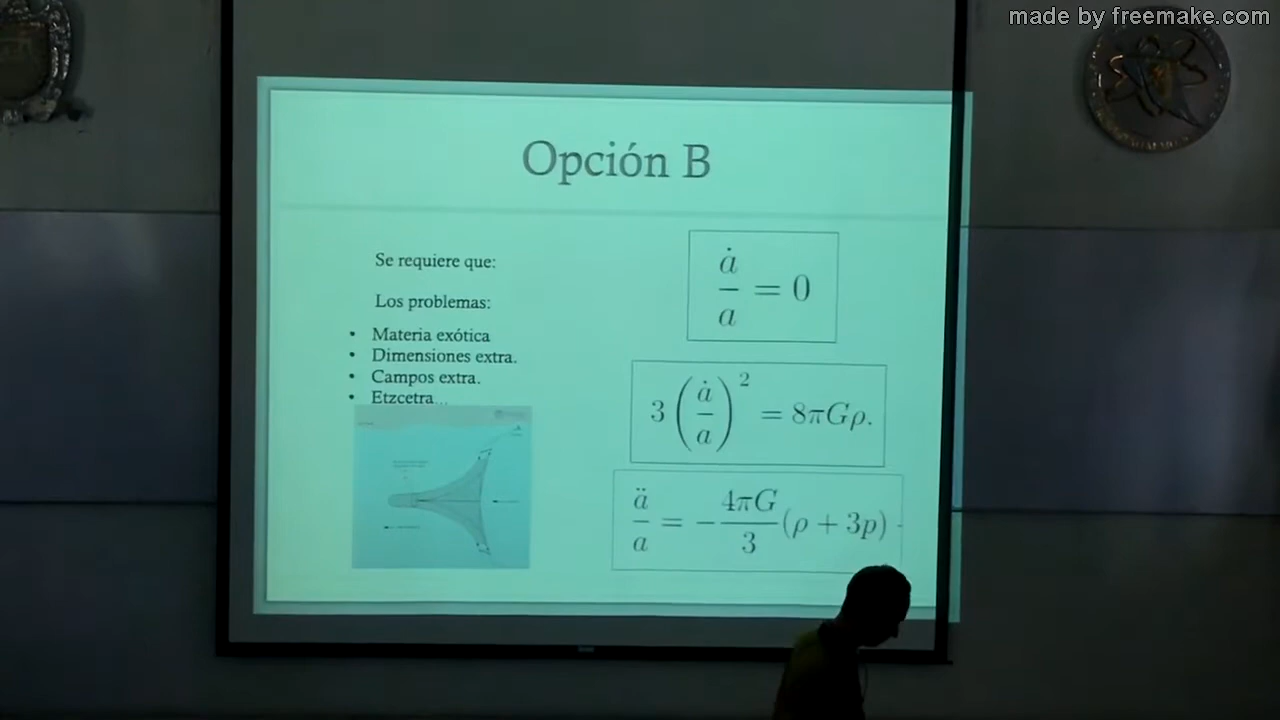 made by freemake.com
Opción B
Se requiere que:
Los problemas:
• Materia exótica
• Dimensiones extra.
• Campos extra.
• Etzcetra...
ȧ/a = 0
3(ȧ/a)² = 8πGρ.
ä/a = −4πG/3(ρ + 3p)